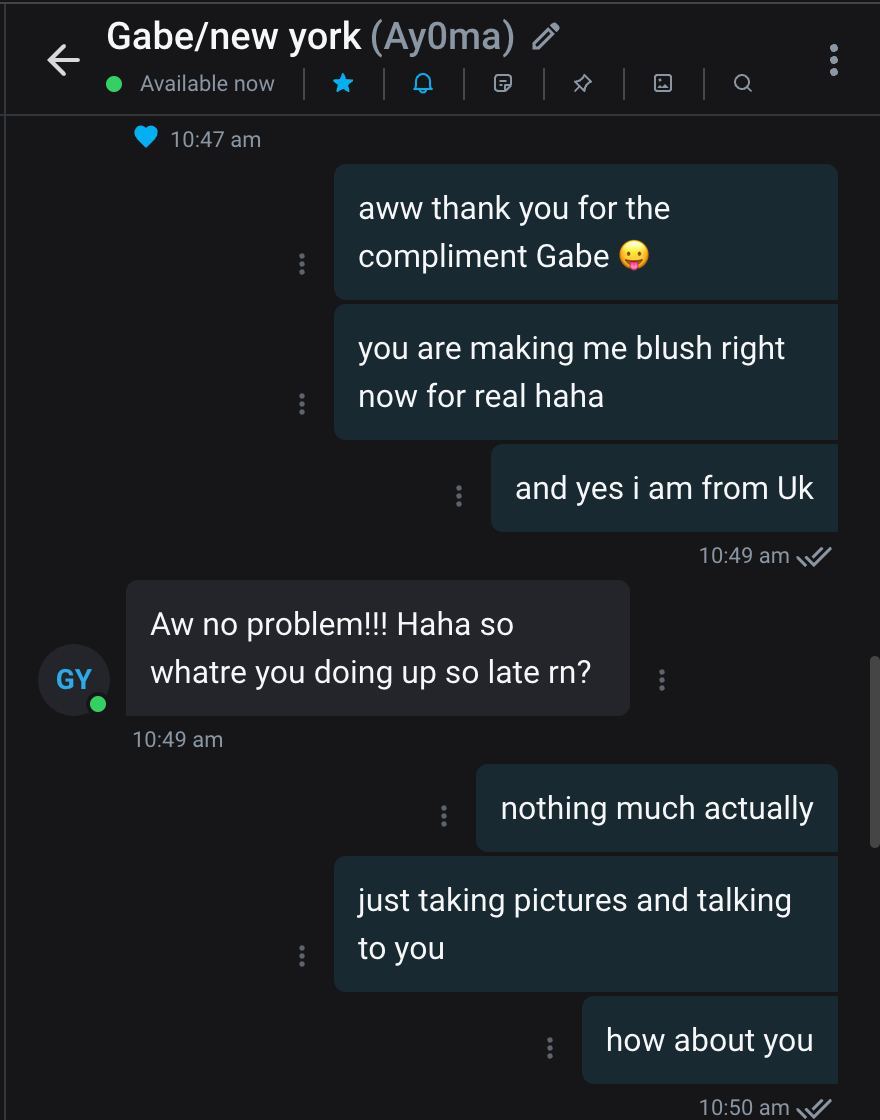 Gabe/new york (Ay0ma)
Available now
10:47 am
aww thank you for the
compliment Gabe 😛
you are making me blush right
now for real haha
and yes i am from Uk
10:49 am
Aw no problem!!! Haha so
whatre you doing up so late rn?
GY
10:49 am
nothing much actually
just taking pictures and talking
to you
how about you
10:50 am